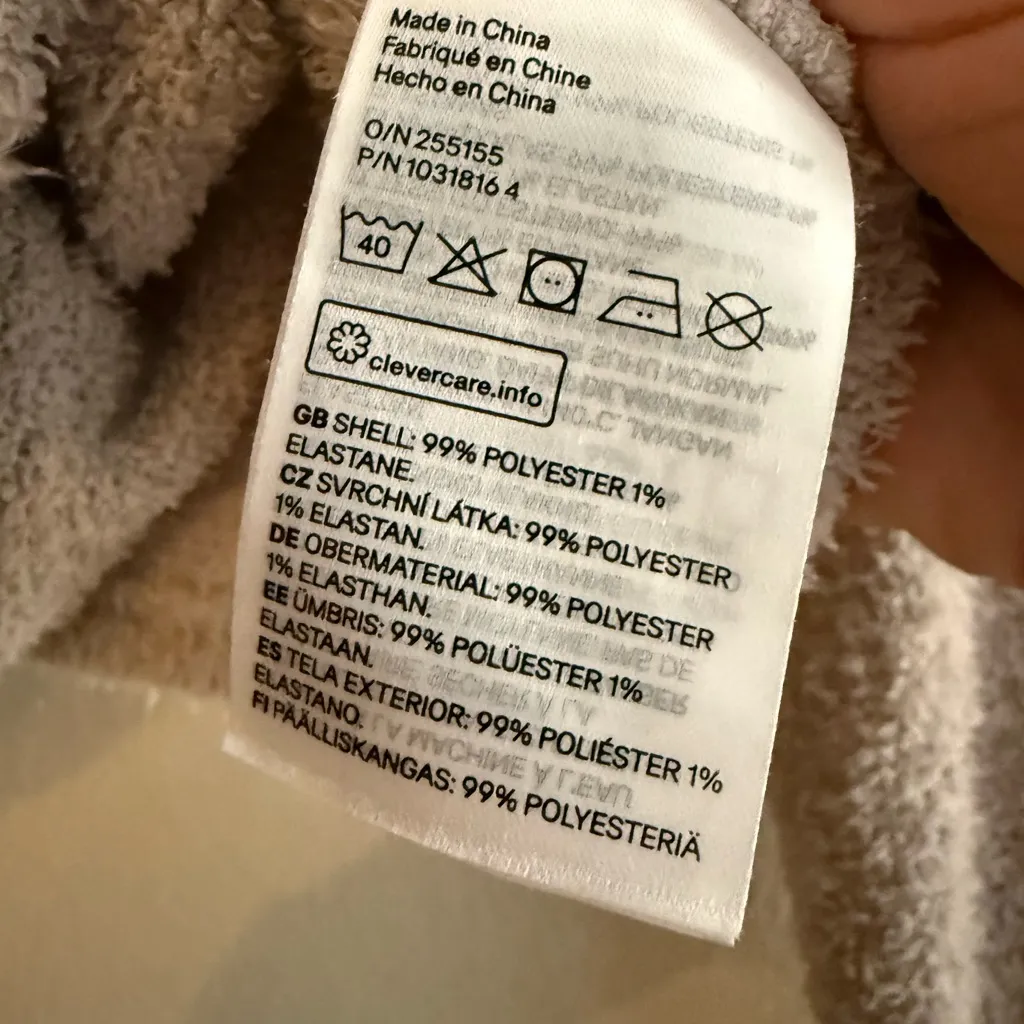 Made in China
Fabriqué en Chine
Hecho en China
O/N 255155
P/N 1031816 4
40
clevercare.info
GB SHELL: 99% POLYESTER 1%
ELASTANE.
CZ SVRCHNÍ LÁTKA: 99% POLYESTER
1% ELASTAN.
DE OBERMATERIAL: 99% POLYESTER
1% ELASTHAN.
EE ÜMBRIS: 99% POLÜESTER 1%
ELASTAAN.
ES TELA EXTERIOR: 99% POLIÉSTER 1%
ELASTANO.
FI PÄÄLLISKANGAS: 99% POLYESTERIÄ